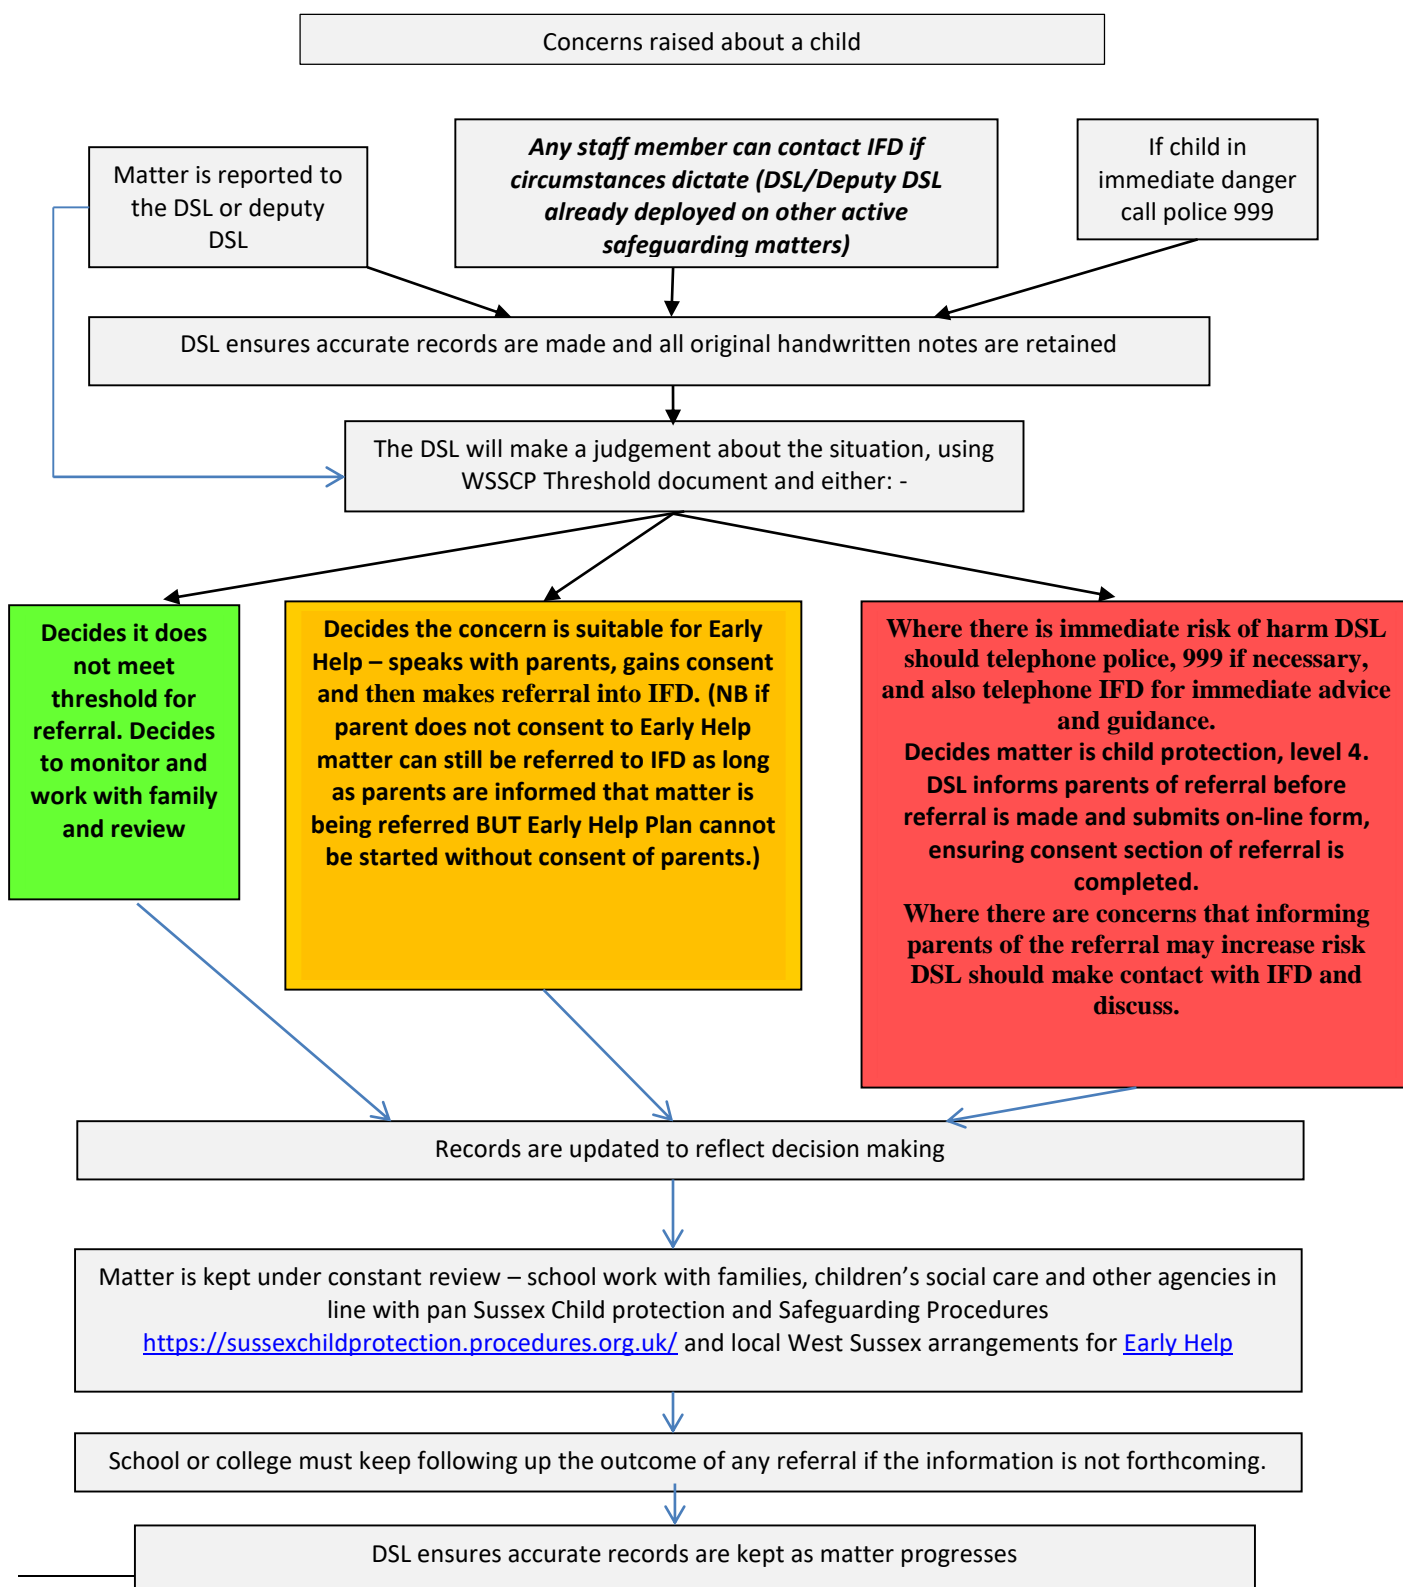 Concerns raised about a child
Matter is reported to
the DSL or deputy
DSL
Any staff member can contact IFD if
circumstances dictate (DSL/Deputy DSL
already deployed on other active
safeguarding matters)
If child in
immediate danger
call police 999
DSL ensures accurate records are made and all original handwritten notes are retained
The DSL will make a judgement about the situation, using
WSSCP Threshold document and either: -
Decides it does
not meet
threshold for
referral. Decides
to monitor and
work with family
and review
Decides the concern is suitable for Early
Help – speaks with parents, gains consent
and then makes referral into IFD. (NB if
parent does not consent to Early Help
matter can still be referred to IFD as long
as parents are informed that matter is
being referred BUT Early Help Plan cannot
be started without consent of parents.)
Where there is immediate risk of harm DSL
should telephone police, 999 if necessary,
and also telephone IFD for immediate advice
and guidance.
Decides matter is child protection, level 4.
DSL informs parents of referral before
referral is made and submits on-line form,
ensuring consent section of referral is
completed.
Where there are concerns that informing
parents of the referral may increase risk
DSL should make contact with IFD and
discuss.
Records are updated to reflect decision making
Matter is kept under constant review – school work with families, children’s social care and other agencies in
line with pan Sussex Child protection and Safeguarding Procedures
https://sussexchildprotection.procedures.org.uk/ and local West Sussex arrangements for Early Help
School or college must keep following up the outcome of any referral if the information is not forthcoming.
DSL ensures accurate records are kept as matter progresses